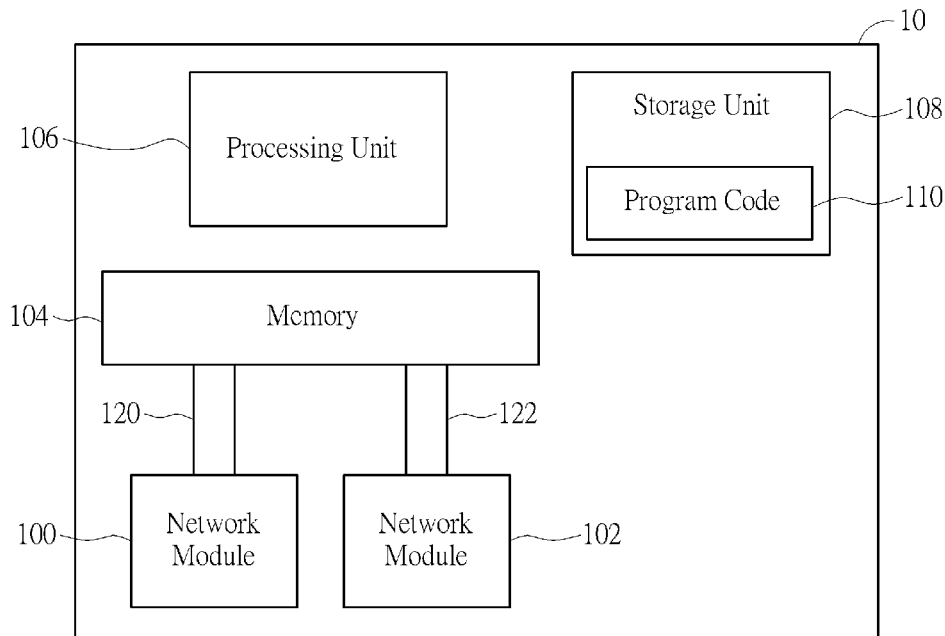 10
Storage Unit
108
106
Processing Unit
Program Code
110
104
Memory
120
122
100
Network
Module
Network
Module
102